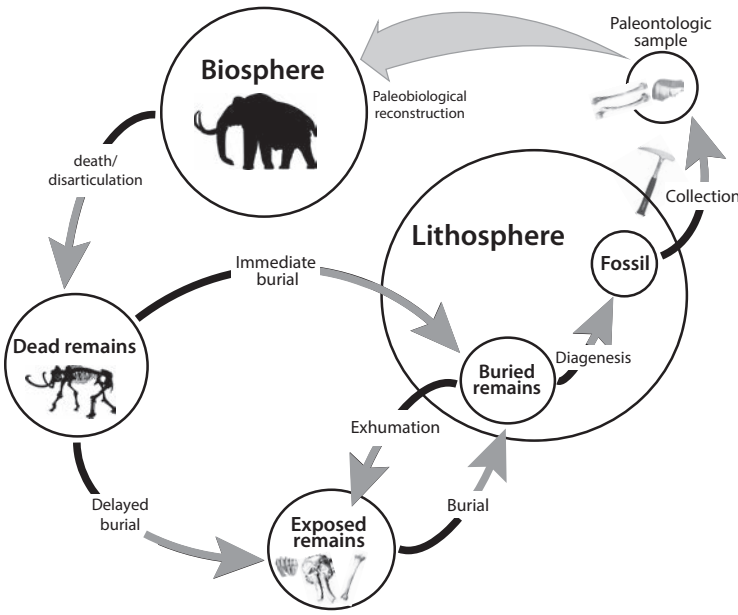 Paleontologic
sample
Biosphere
Paleobiological
reconstruction
death/
disarticulation
Collection
Lithosphere
Fossil
Immediate
burial
Dead remains
Buried
remains
Diagenesis
Exhumation
Delayed
burial
Burial
Exposed
remains